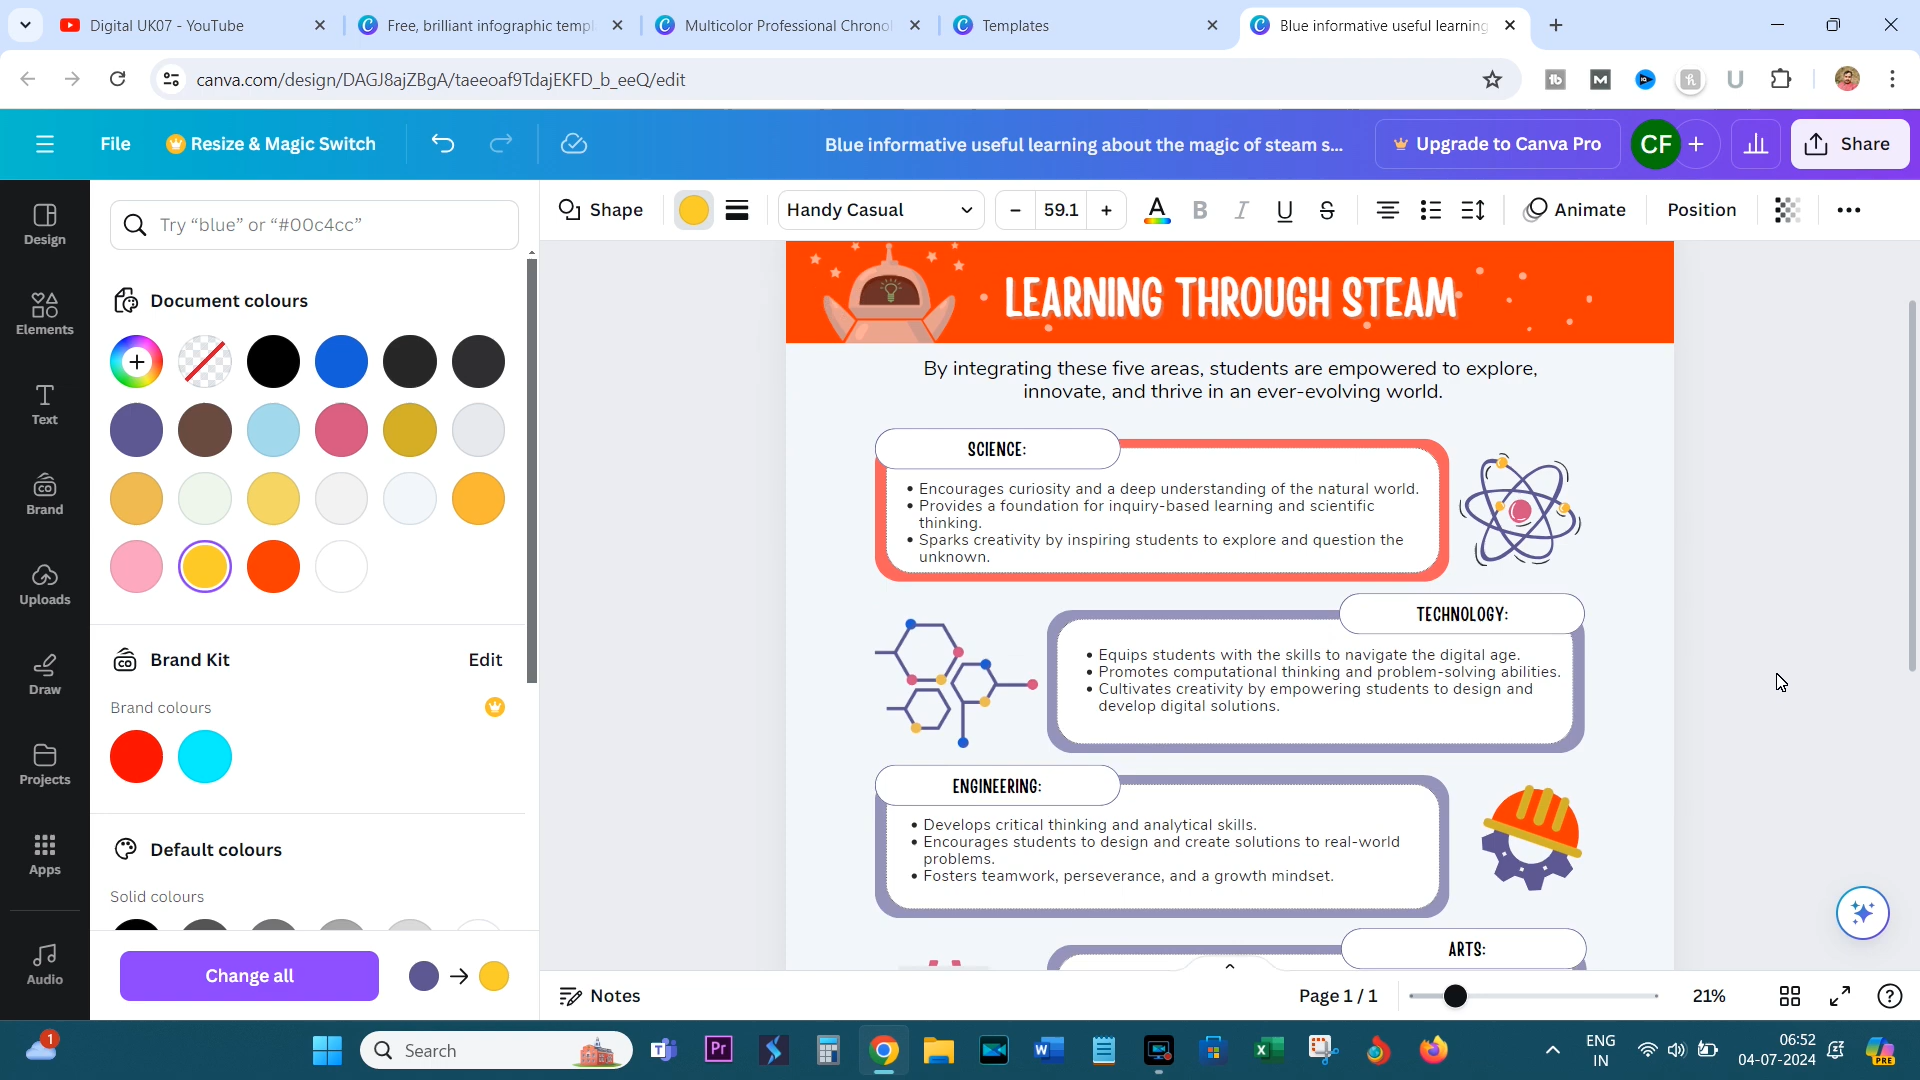 Digital UK07 - YouTube
Free, brilliant infographic templ
Multicolor Professional Chronol
Templates
Blue informative useful learning
canva.com/design/DAGJ8ajZBgA/taeeoaf9TdajEKFD_b_eeQ/edit
File
Resize & Magic Switch
Blue informative useful learning about the magic of steam s...
Upgrade to Canva Pro
CF
Share
Design
Elements
Text
Brand
Uploads
Draw
Projects
Apps
Audio
Try “blue” or “#00c4cc”
Document colours
Brand Kit
Edit
Brand colours
Default colours
Solid colours
Change all
Shape
Handy Casual
59.1
Animate
Position
LEARNING THROUGH STEAM
By integrating these five areas, students are empowered to explore,
innovate, and thrive in an ever-evolving world.
SCIENCE:
• Encourages curiosity and a deep understanding of the natural world.
• Provides a foundation for inquiry-based learning and scientific
thinking.
• Sparks creativity by inspiring students to explore and question the
unknown.
TECHNOLOGY:
• Equips students with the skills to navigate the digital age.
• Promotes computational thinking and problem-solving abilities.
• Cultivates creativity by empowering students to design and
develop digital solutions.
ENGINEERING:
• Develops critical thinking and analytical skills.
• Encourages students to design and create solutions to real-world
problems.
• Fosters teamwork, perseverance, and a growth mindset.
ARTS:
Notes
Page 1 / 1
21%
1
Search
Pr
ENG
IN
06:52
04-07-2024
PRE